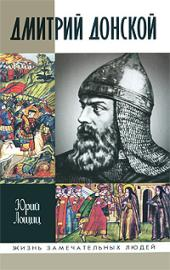 ДМИТРИЙ ДОНСКОЙ
Юрий
Лощиц
ЖИЗНЬ ЗАМЕЧАТЕЛЬНЫХ ЛЮДЕЙ